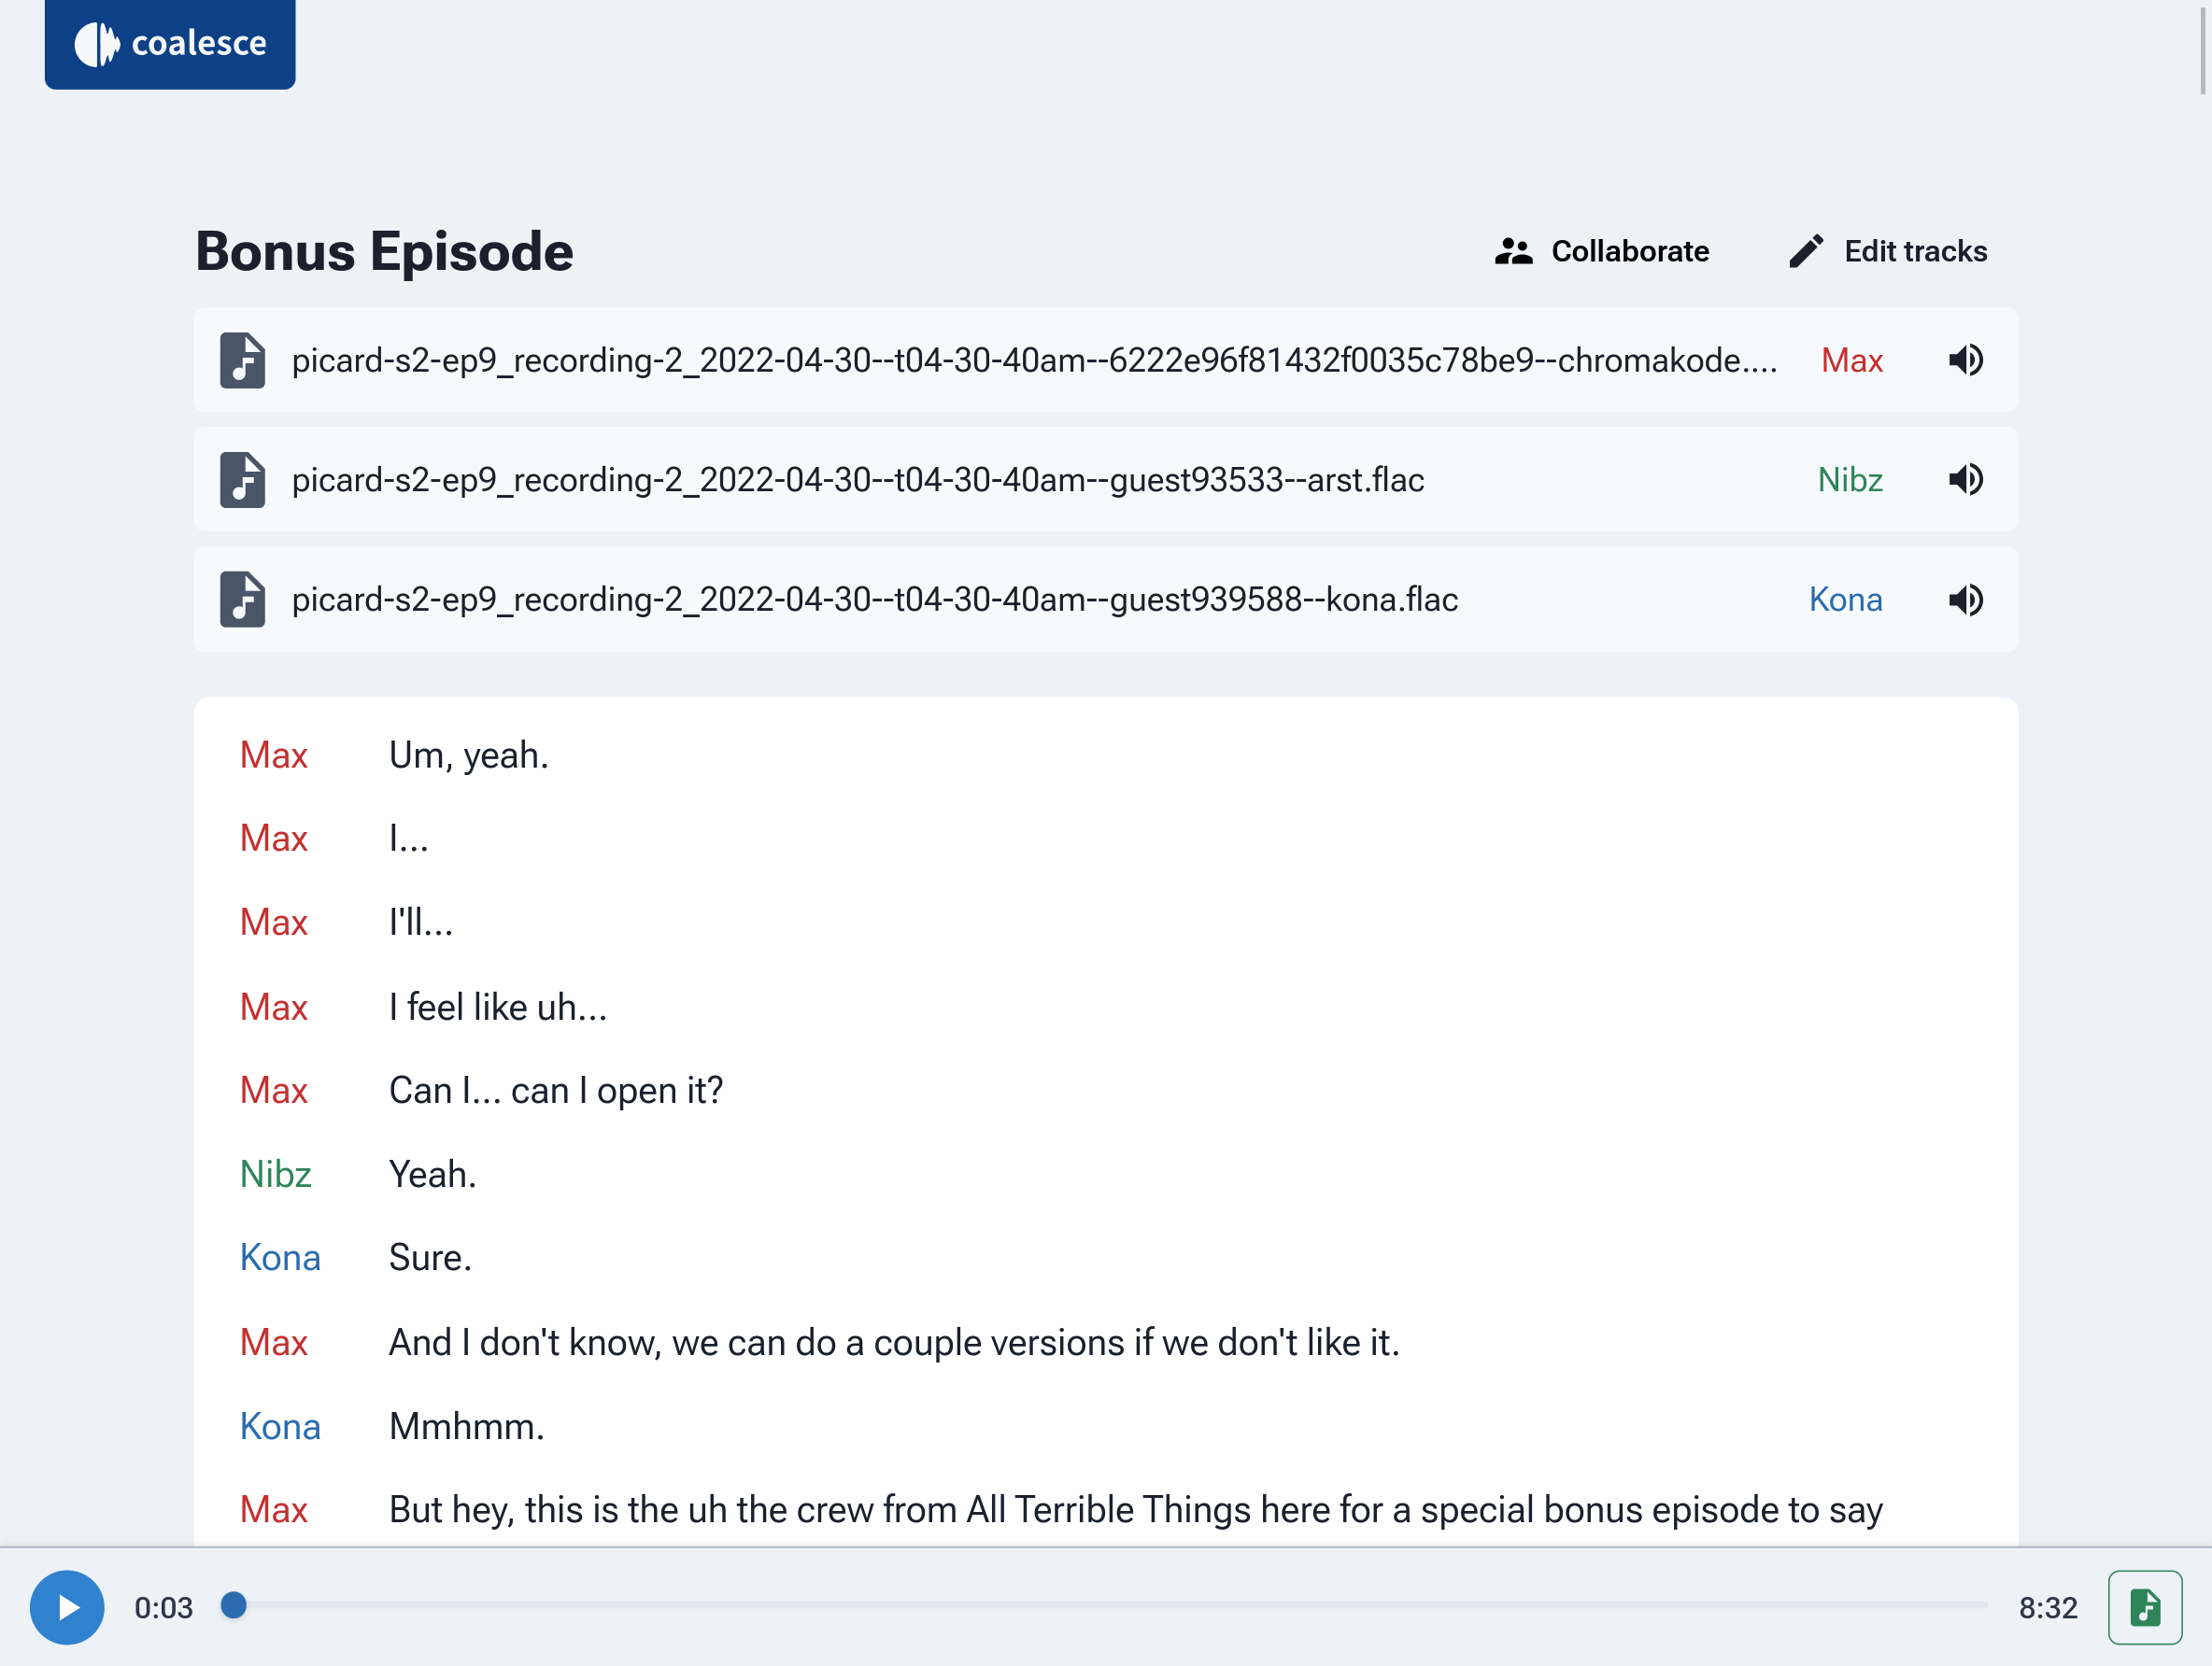 coalesce
Bonus Episode
Collaborate
Edit tracks
picard-s2-ep9_recording-2_2022-04-30--t04-30-40am--6222e96f81432f0035c78be9--chromakode.... Max
picard-s2-ep9_recording-2_2022-04-30--t04-30-40am--guest93533--arst.flac Nibz
picard-s2-ep9_recording-2_2022-04-30--t04-30-40am--guest939588--kona.flac Kona
Max Um, yeah.
Max I...
Max I'll...
Max I feel like uh...
Max Can I... can I open it?
Nibz Yeah.
Kona Sure.
Max And I don't know, we can do a couple versions if we don't like it.
Kona Mmhmm.
Max But hey, this is the uh the crew from All Terrible Things here for a special bonus episode to say
0:03 8:32